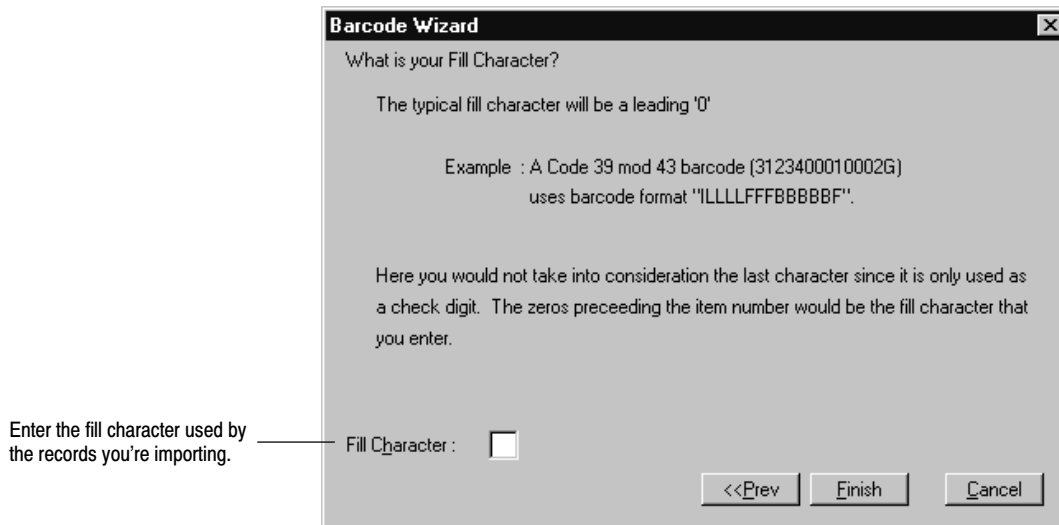 Barcode Wizard
What is your Fill Character?
The typical fill character will be a leading '0'
Example : A Code 39 mod 43 barcode (3123400010002G)
uses barcode format "ILLLLFFFBBBBBF".
Here you would not take into consideration the last character since it is only used as
a check digit. The zeros preceeding the item number would be the fill character that
you enter.
Enter the fill character used by
the records you're importing.
Fill Character :
<<Prev
Finish
Cancel